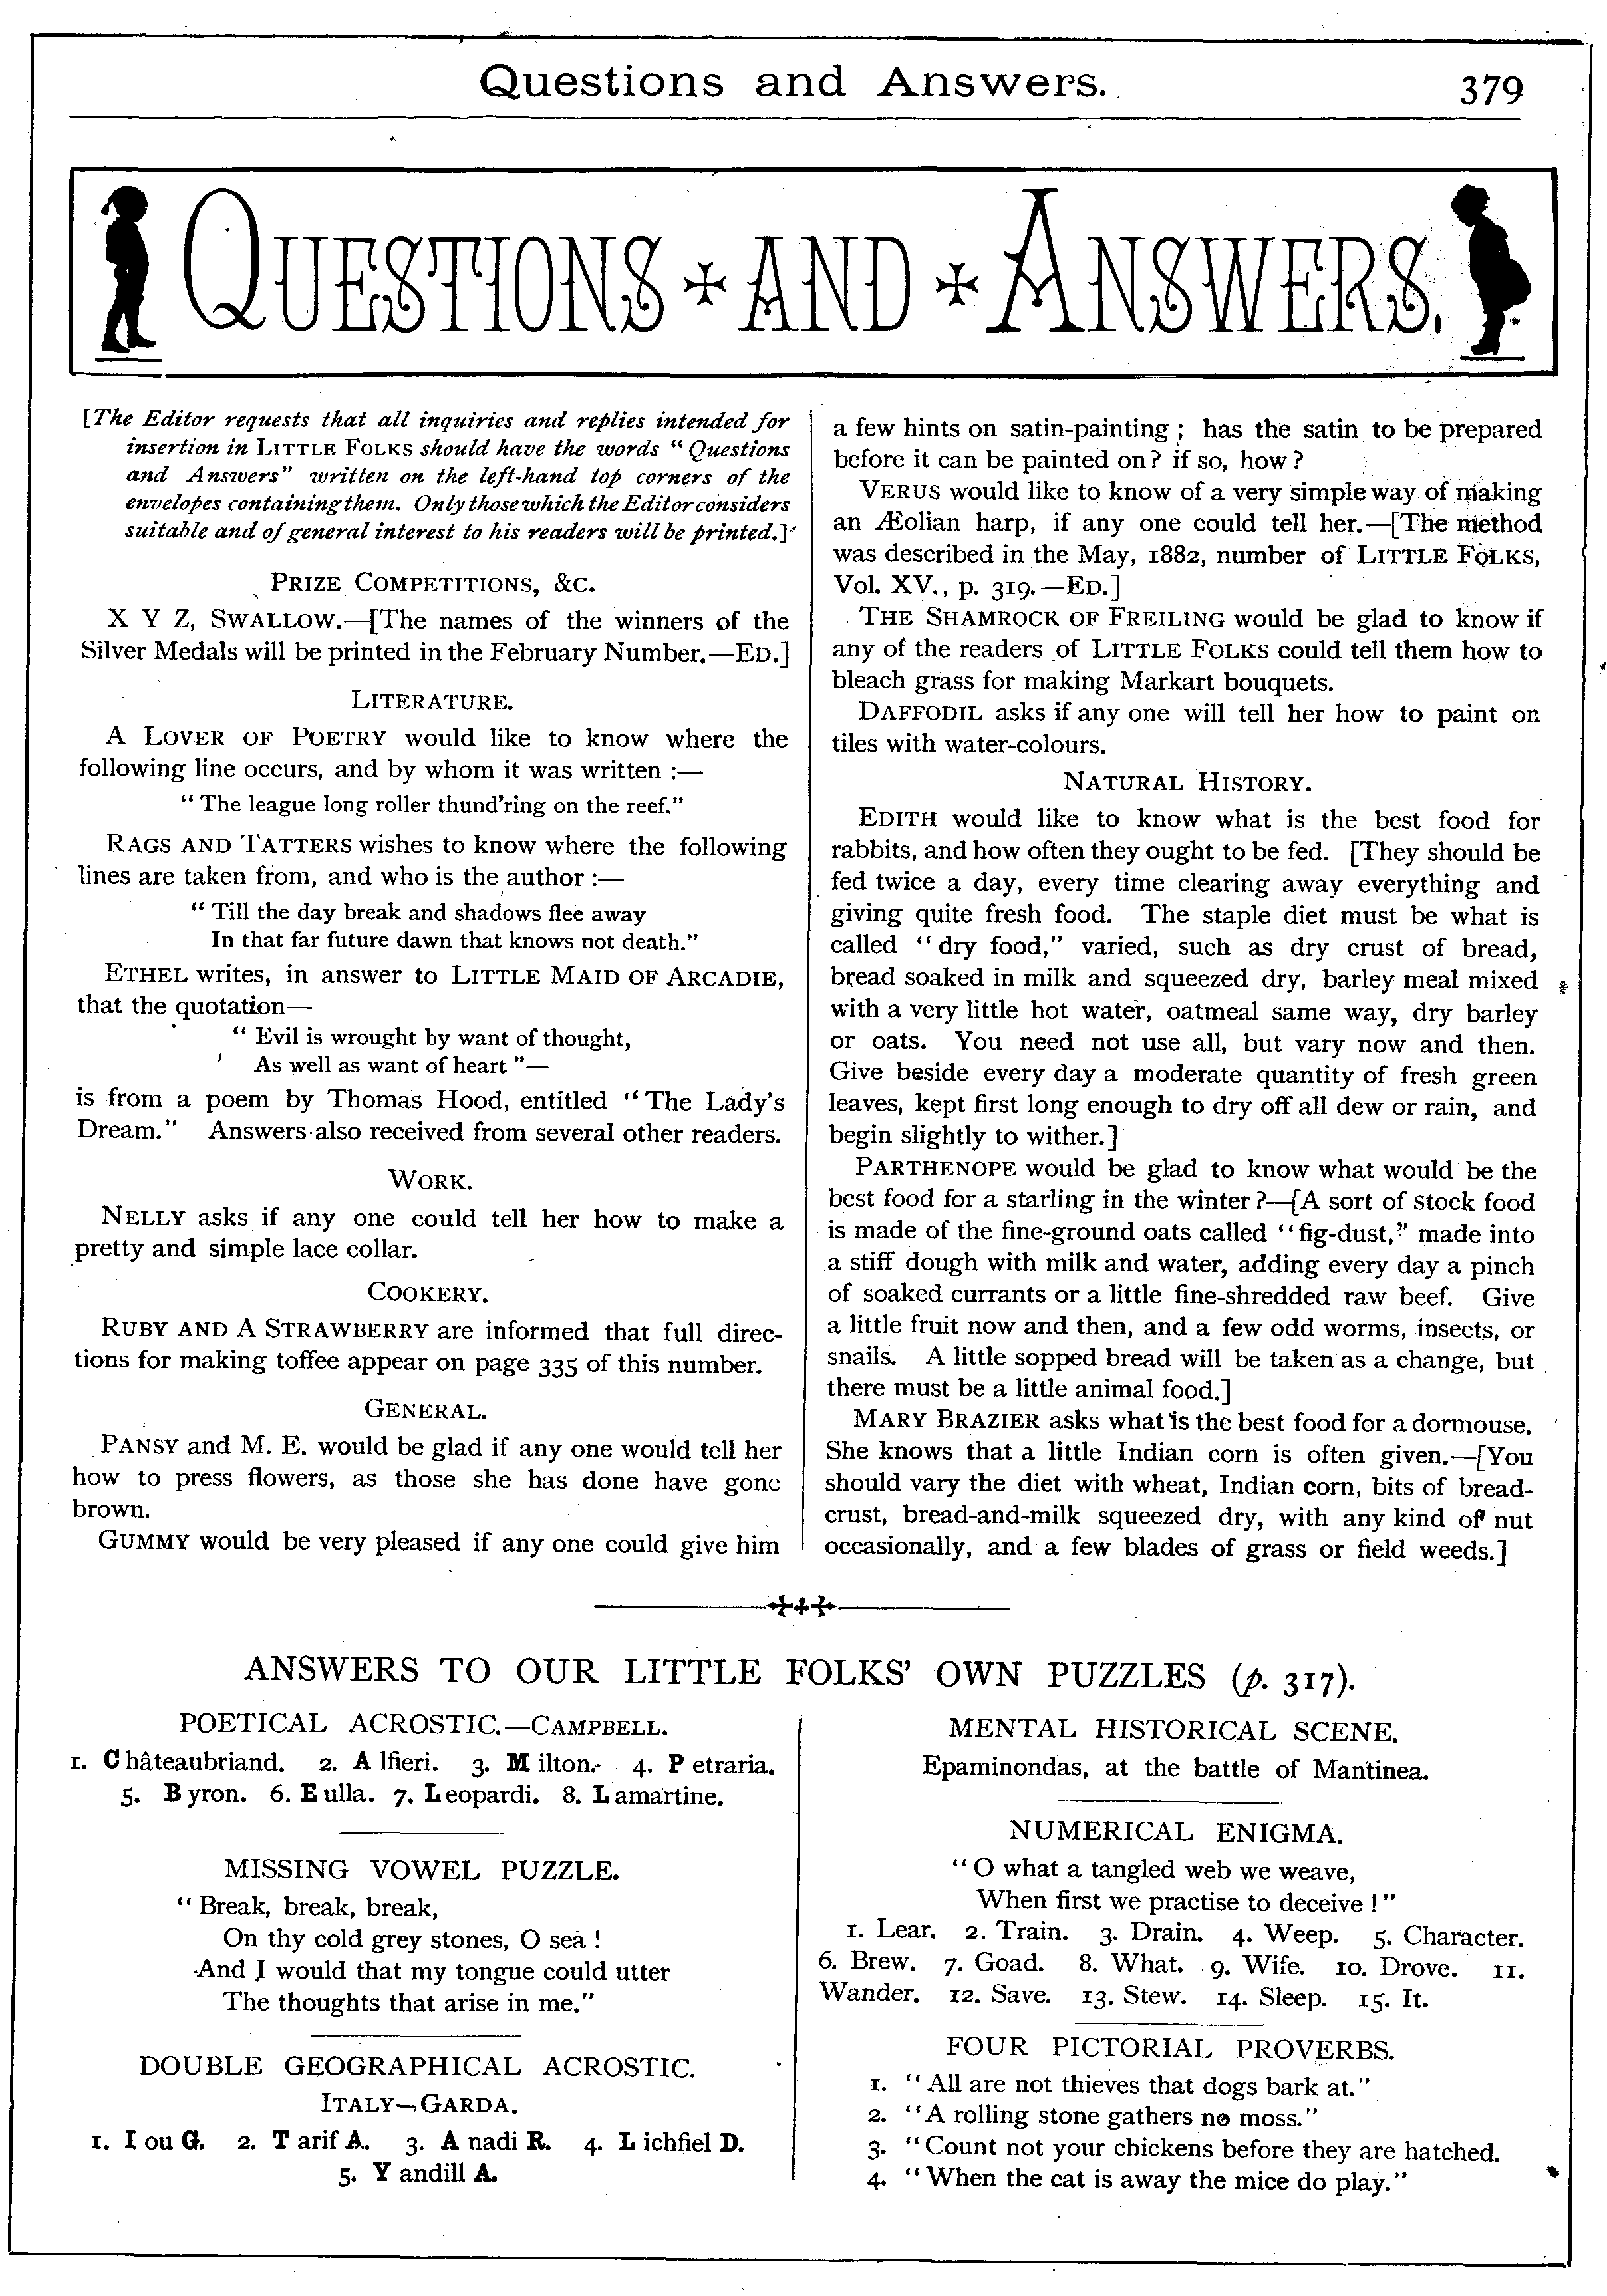 Questions and Answers. 379
QUESTIONS AND ANSWERS.
[The Editor requests that all inquiries and replies intended for
insertion in LITTLE FOLKS should have the words "Questions
and Answers" written on the left-hand top corners of the
envelopes containing them. Only those which the Editor considers
suitable and of general interest to his readers will be printed.]
PRIZE COMPETITIONS, &C.
X Y Z, SWALLOW.—[The names of the winners of the
Silver Medals will be printed in the February Number.—ED.]
LITERATURE.
A LOVER OF POETRY would like to know where the
following line occurs, and by whom it was written :—
"The league long roller thund'ring on the reef."
RAGS AND TATTERS wishes to know where the following
lines are taken from, and who is the author :—
"Till the day break and shadows flee away
In that far future dawn that knows not death."
ETHEL writes, in answer to LITTLE MAID OF ARCADIE,
that the quotation—
"Evil is wrought by want of thought,
As well as want of heart"—
is from a poem by Thomas Hood, entitled "The Lady's
Dream." Answers also received from several other readers.
WORK.
NELLY asks if any one could tell her how to make a
pretty and simple lace collar.
COOKERY.
RUBY AND A STRAWBERRY are informed that full direc-
tions for making toffee appear on page 335 of this number.
GENERAL.
PANSY and M. E. would be glad if any one would tell her
how to press flowers, as those she has done have gone
brown.
GUMMY would be very pleased if any one could give him
a few hints on satin-painting ; has the satin to be prepared
before it can be painted on? if so, how?
VERUS would like to know of a very simple way of making
an Æolian harp, if any one could tell her.—[The method
was described in the May, 1882, number of LITTLE FOLKS,
Vol. XV., p. 319.—ED.]
THE SHAMROCK OF FREILING would be glad to know if
any of the readers of LITTLE FOLKS could tell them how to
bleach grass for making Markart bouquets.
DAFFODIL asks if any one will tell her how to paint on
tiles with water-colours.
NATURAL HISTORY.
EDITH would like to know what is the best food for
rabbits, and how often they ought to be fed. [They should be
fed twice a day, every time clearing away everything and
giving quite fresh food. The staple diet must be what is
called "dry food," varied, such as dry crust of bread,
bread soaked in milk and squeezed dry, barley meal mixed
with a very little hot water, oatmeal same way, dry barley
or oats. You need not use all, but vary now and then.
Give beside every day a moderate quantity of fresh green
leaves, kept first long enough to dry off all dew or rain, and
begin slightly to wither.]
PARTHENOPE would be glad to know what would be the
best food for a starling in the winter ?—[A sort of stock food
is made of the fine-ground oats called "fig-dust," made into
a stiff dough with milk and water, adding every day a pinch
of soaked currants or a little fine-shredded raw beef. Give
a little fruit now and then, and a few odd worms, insects, or
snails. A little sopped bread will be taken as a change, but
there must be a little animal food.]
MARY BRAZIER asks what is the best food for a dormouse.
She knows that a little Indian corn is often given.—[You
should vary the diet with wheat, Indian corn, bits of bread-
crust, bread-and-milk squeezed dry, with any kind of nut
occasionally, and a few blades of grass or field weeds.]
ANSWERS TO OUR LITTLE FOLKS' OWN PUZZLES (p. 317).
POETICAL ACROSTIC.—CAMPBELL.
1. C hâteaubriand. 2. A lfieri. 3. M ilton. 4. P etraria.
5. B yron. 6. E ulla. 7. L eopardi. 8. L amartine.
MISSING VOWEL PUZZLE.
"Break, break, break,
On thy cold grey stones, O sea !
And I would that my tongue could utter
The thoughts that arise in me."
DOUBLE GEOGRAPHICAL ACROSTIC.
ITALY—GARDA.
1. I ou G. 2. T arif A. 3. A nadi R. 4. L ichfiel D.
5. Y andill A.
MENTAL HISTORICAL SCENE.
Epaminondas, at the battle of Mantinea.
NUMERICAL ENIGMA.
"O what a tangled web we weave,
When first we practise to deceive !"
1. Lear. 2. Train. 3. Drain. 4. Weep. 5. Character.
6. Brew. 7. Goad. 8. What. 9. Wife. 10. Drove. 11.
Wander. 12. Save. 13. Stew. 14. Sleep. 15. It.
FOUR PICTORIAL PROVERBS.
1. "All are not thieves that dogs bark at."
2. "A rolling stone gathers no moss."
3. "Count not your chickens before they are hatched.
4. "When the cat is away the mice do play."